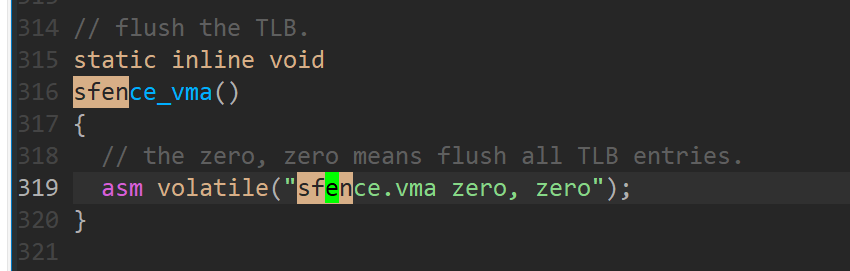 314 // flush the TLB.
315 static inline void
316 sfence_vma()
317 {
318   // the zero, zero means flush all TLB entries.
319   asm volatile("sfence.vma zero, zero");
320 }
321